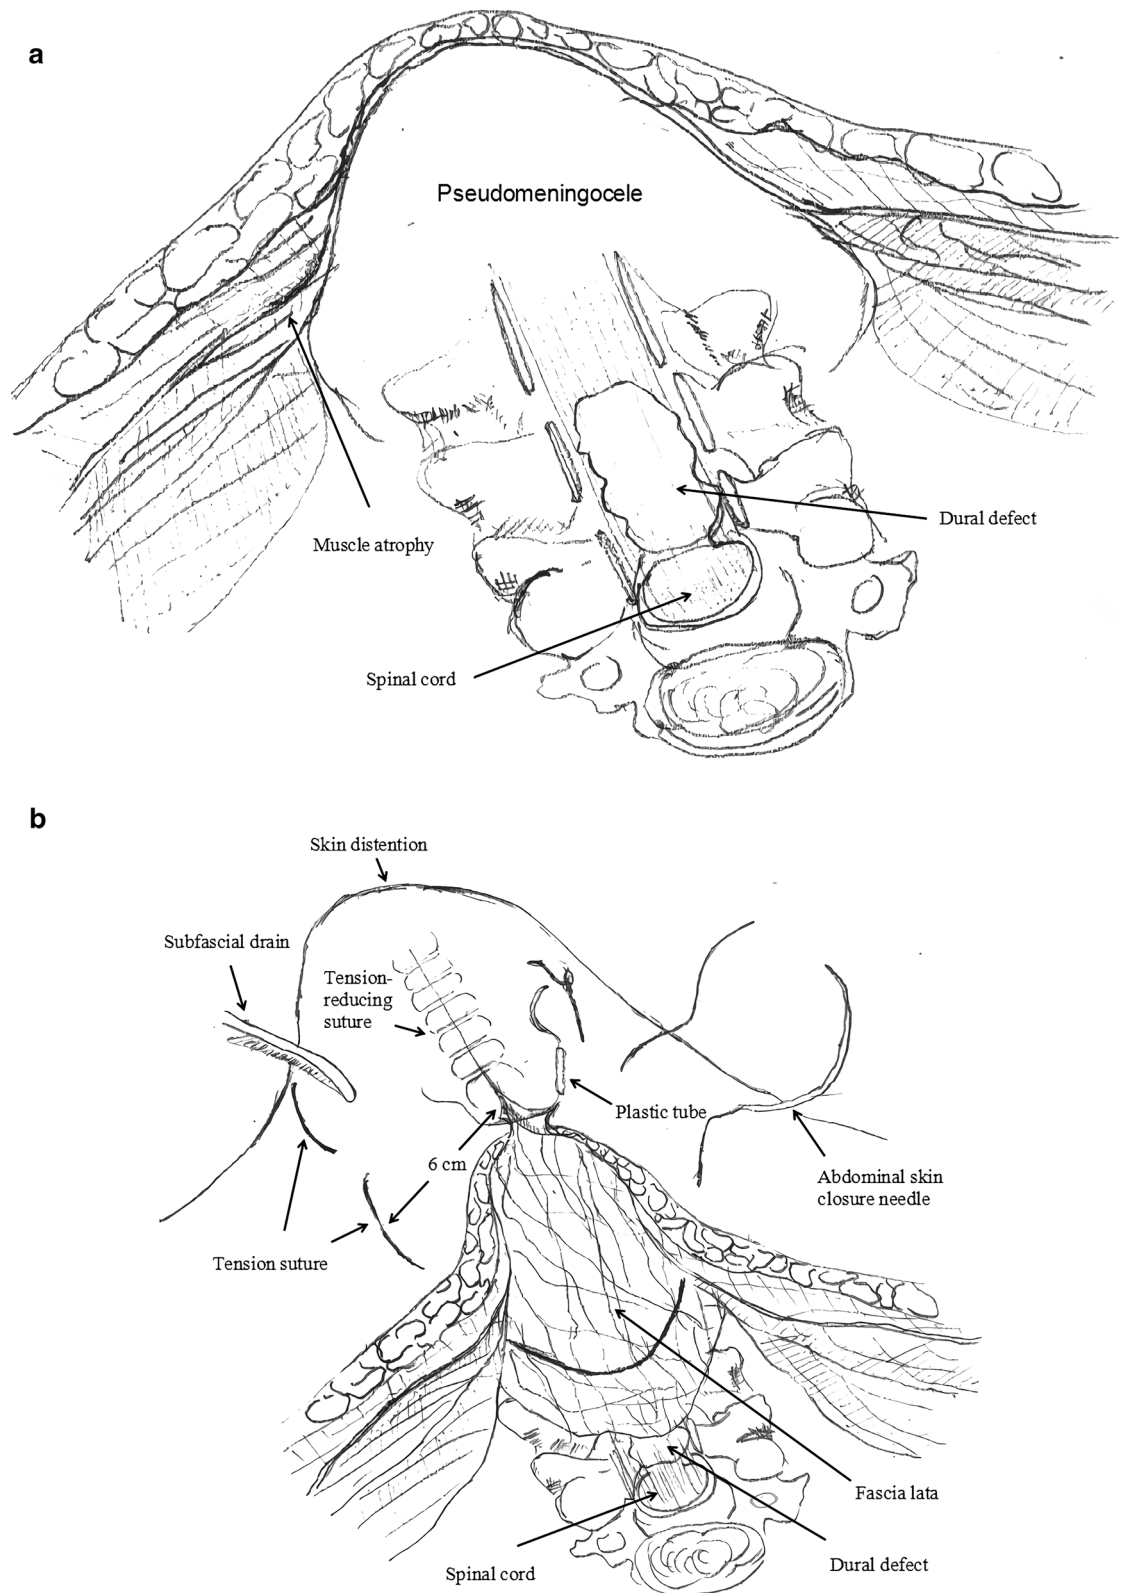 a
Pseudomeningocele
Dural defect
Muscle atrophy
Spinal cord
b
Skin distention
Subfascial drain
Tension-
reducing
suture
Plastic tube
6 cm
Abdominal skin
closure needle
Tension suture
Fascia lata
Dural defect
Spinal cord